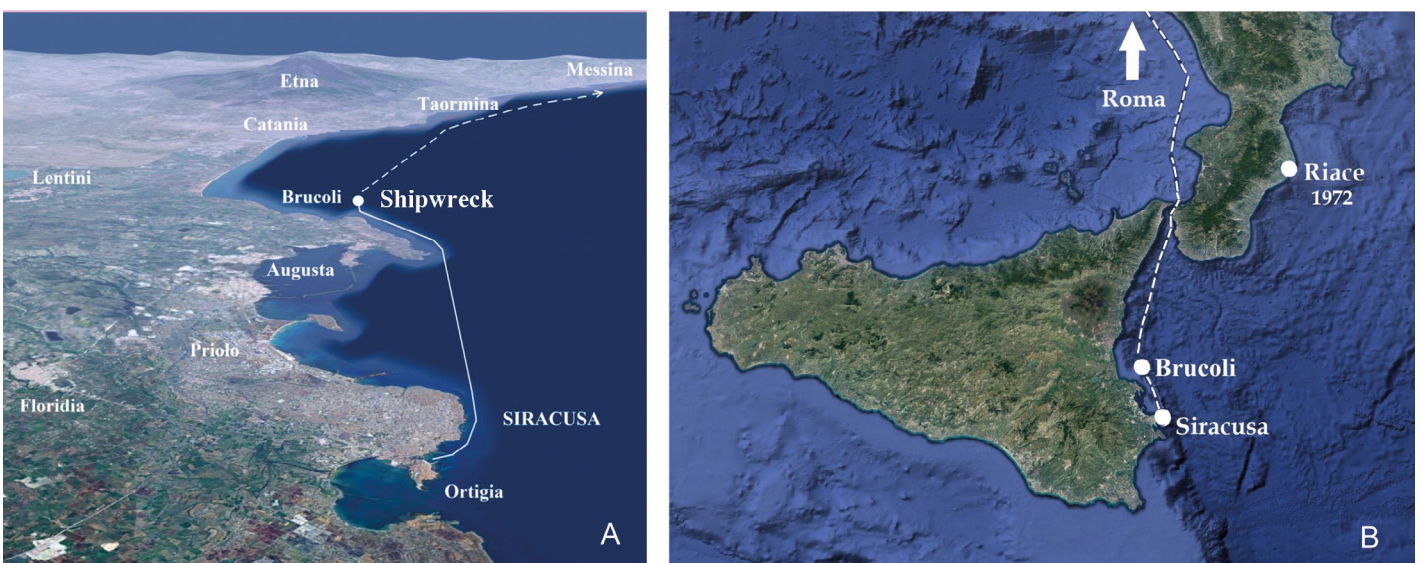 Etna
Messina
Taormina
Catania
Lentini
Brucoli
Shipwreck
Augusta
Priolo
Floridia
SIRACUSA
Ortigia
A
Roma
Riace
1972
Brucoli
Siracusa
B